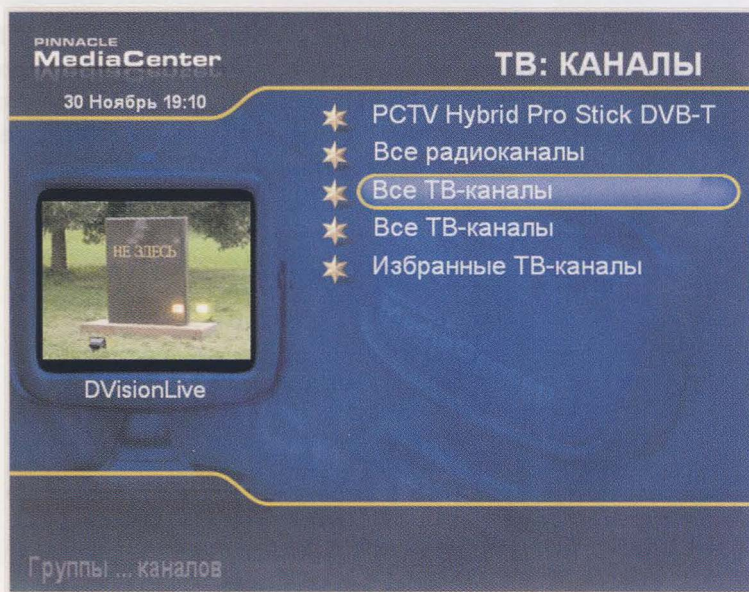 PINNACLE
MediaCenter
ТВ: КАНАЛЫ
30 Ноябрь 19:10
PCTV Hybrid Pro Stick DVB-T
Все радиоканалы
Все ТВ-каналы
Все ТВ-каналы
Избранные ТВ-каналы
НЕ ЗДЕСЬ
DVisionLive
Группы ... каналов